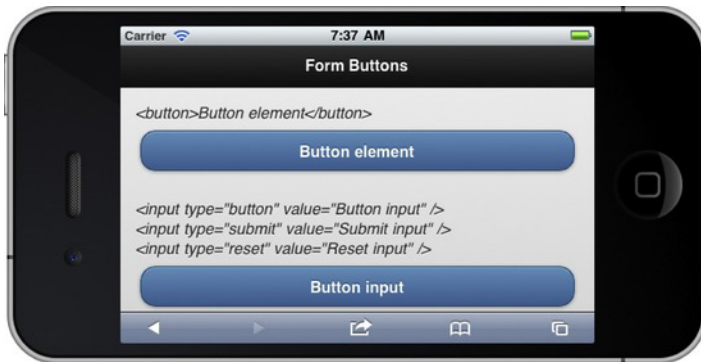 Carrier 7:37 AM
Form Buttons
<button>Button element</button>
Button element
<input type="button" value="Button input" />
<input type="submit" value="Submit input" />
<input type="reset" value="Reset input" />
Button input